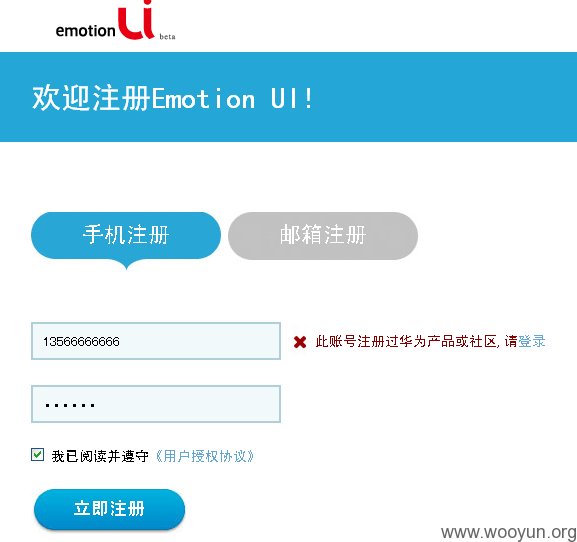 emotion UI beta
欢迎注册Emotion UI!
手机注册 邮箱注册
13566666666 此账号注册过华为产品或社区,请登录
••••••
我已阅读并遵守《用户授权协议》
立即注册
www.wooyun.org